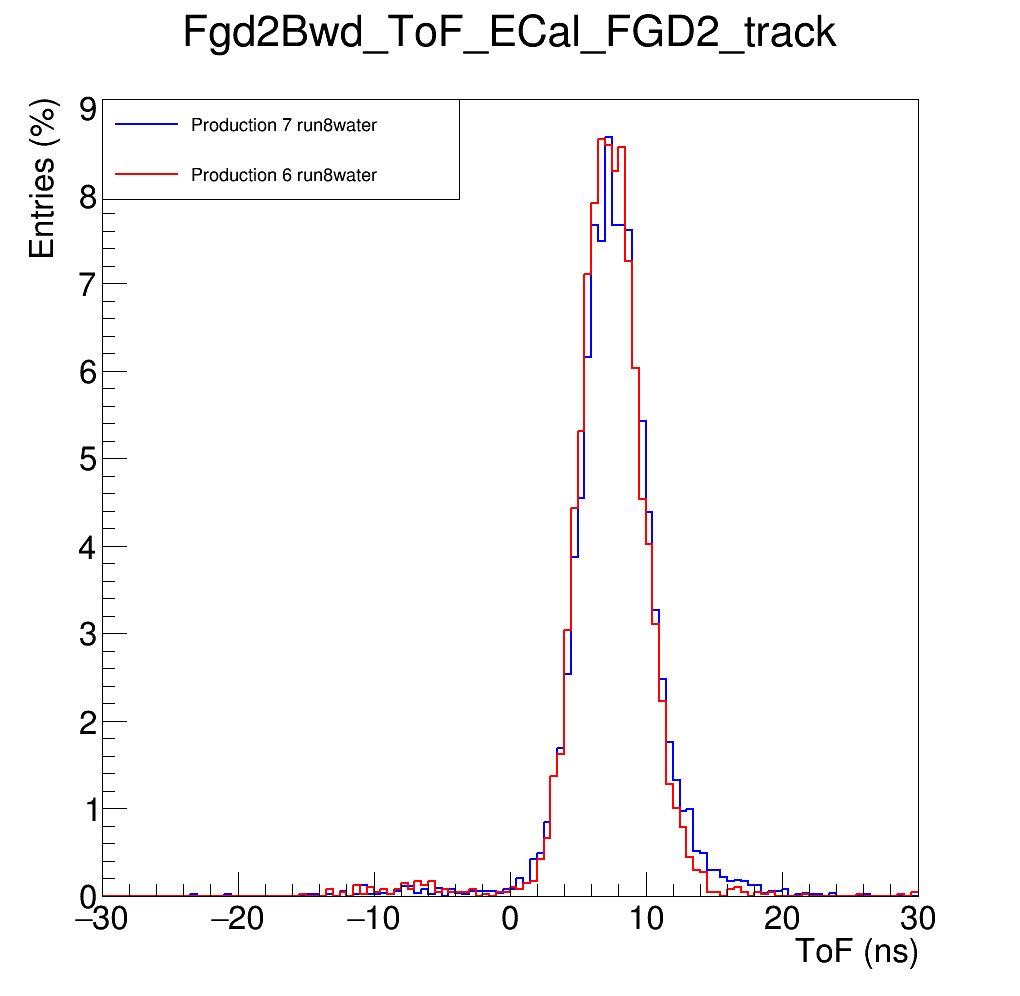 Fgd2Bwd_ToF_ECal_FGD2_track
Entries (%)
Production 7 run8water
Production 6 run8water
9
8
7
6
5
4
3
2
1
0
−30 −20 −10 0 10 20 30
ToF (ns)